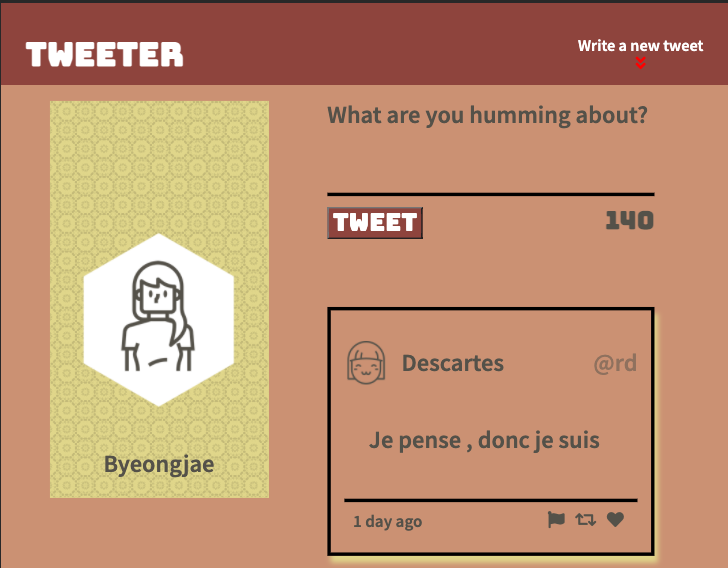 TWEETER
Write a new tweet
What are you humming about?
TWEET
140
Byeongjae
Descartes
@rd
Je pense , donc je suis
1 day ago